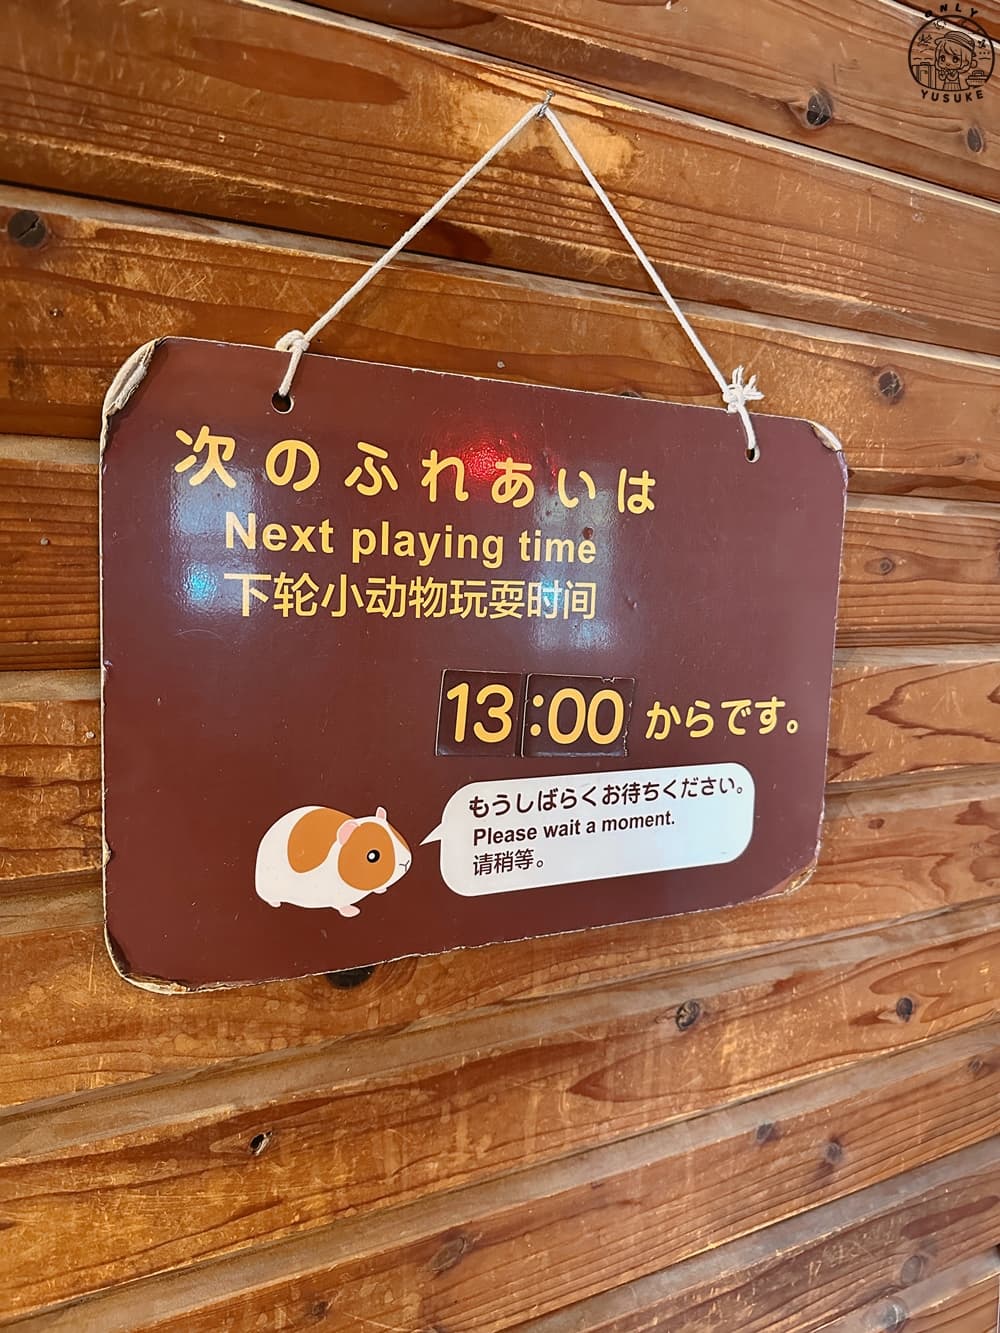 ONLY
YUSUKE
次のふれあいは
Next playing time
下轮小动物玩耍时间
13:00 からです。
もうしばらくお待ちください。
Please wait a moment.
请稍等。